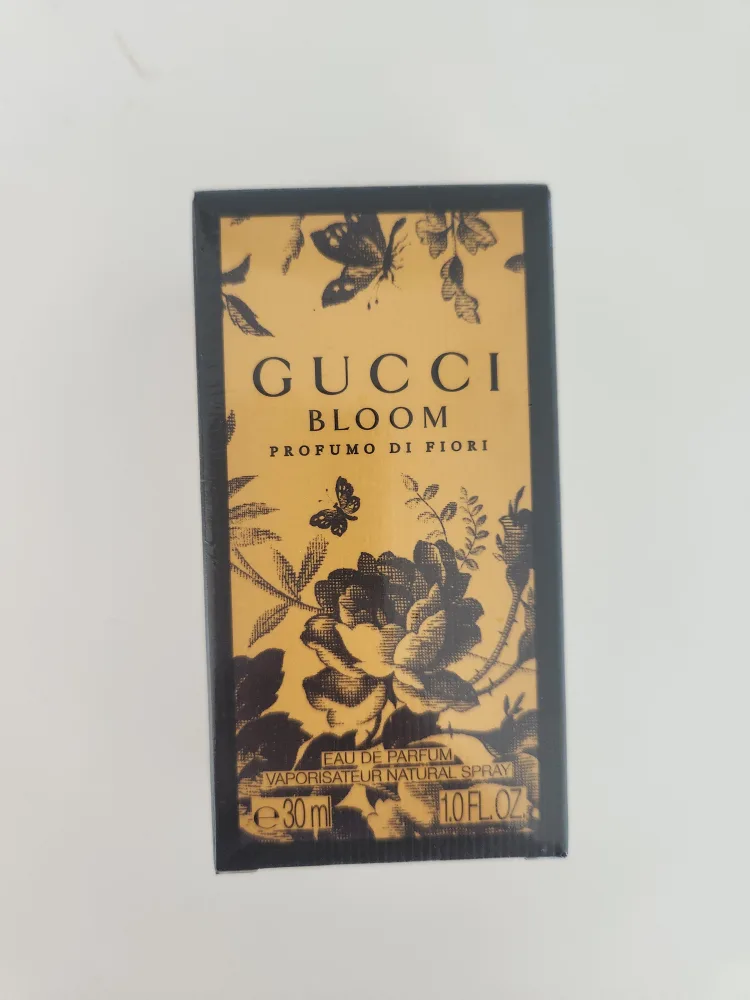 GUCCI
BLOOM
PROFUMO DI FIORI
EAU DE PARFUM
VAPORISATEUR NATURAL SPRAY
℮ 30 ml 1.0 FL.OZ.